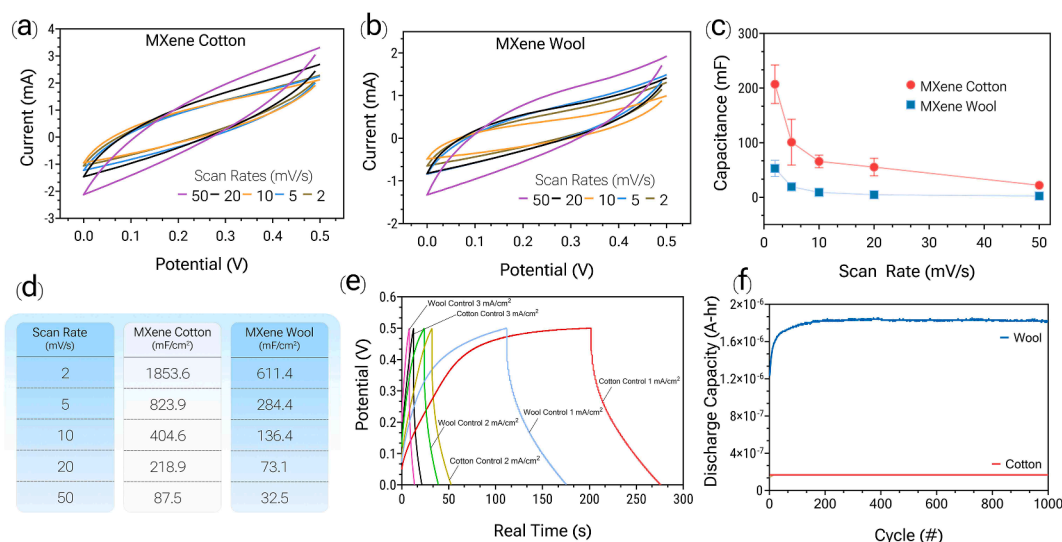 (a)
MXene Cotton
Current (mA)
4
3
2
1
0
-1
-2
-3
0.0 0.1 0.2 0.3 0.4 0.5
Potential (V)
Scan Rates (mV/s)
50 20 10 5 2
(b)
MXene Wool
Current (mA)
2
1
0
-1
-2
0.0 0.1 0.2 0.3 0.4 0.5
Potential (V)
Scan Rates (mV/s)
50 20 10 5 2
(c)
Capacitance (mF)
300
200
100
0
0 10 20 30 40 50
Scan Rate (mV/s)
MXene Cotton
MXene Wool
(d)
Scan Rate MXene Cotton MXene Wool
(mV/s) (mF/cm²) (mF/cm²)
2 1853.6 611.4
5 823.9 284.4
10 404.6 136.4
20 218.9 73.1
50 87.5 32.5
(e)
Potential (V)
0.6
0.5
0.4
0.3
0.2
0.1
0.0
0 50 100 150 200 250 300
Real Time (s)
Wool Control 3 mA/cm²
Cotton Control 3 mA/cm²
Cotton Control 1 mA/cm²
Wool Control 1 mA/cm²
Wool Control 2 mA/cm²
Cotton Control 2 mA/cm²
(f)
Discharge Capacity (A-hr)
2×10⁻⁶
1.6×10⁻⁶
1.2×10⁻⁶
8×10⁻⁷
4×10⁻⁷
0
0 200 400 600 800 1000
Cycle (#)
Wool
Cotton